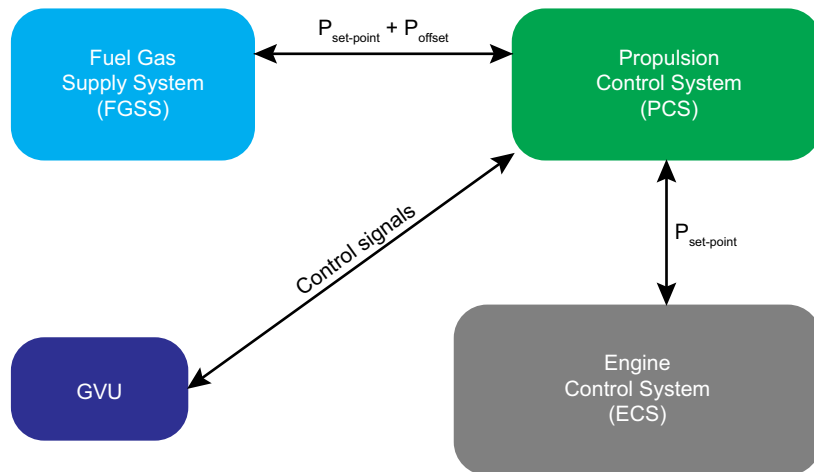 Fuel Gas
Supply System
(FGSS)
Pset-point + Poffset
Propulsion
Control System
(PCS)
Control signals
Pset-point
GVU
Engine
Control System
(ECS)